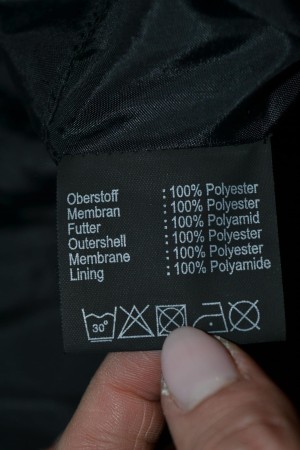 Oberstoff : 100% Polyester
Membran : 100% Polyester
Futter : 100% Polyamid
Outershell : 100% Polyester
Membrane : 100% Polyester
Lining : 100% Polyamide
30°